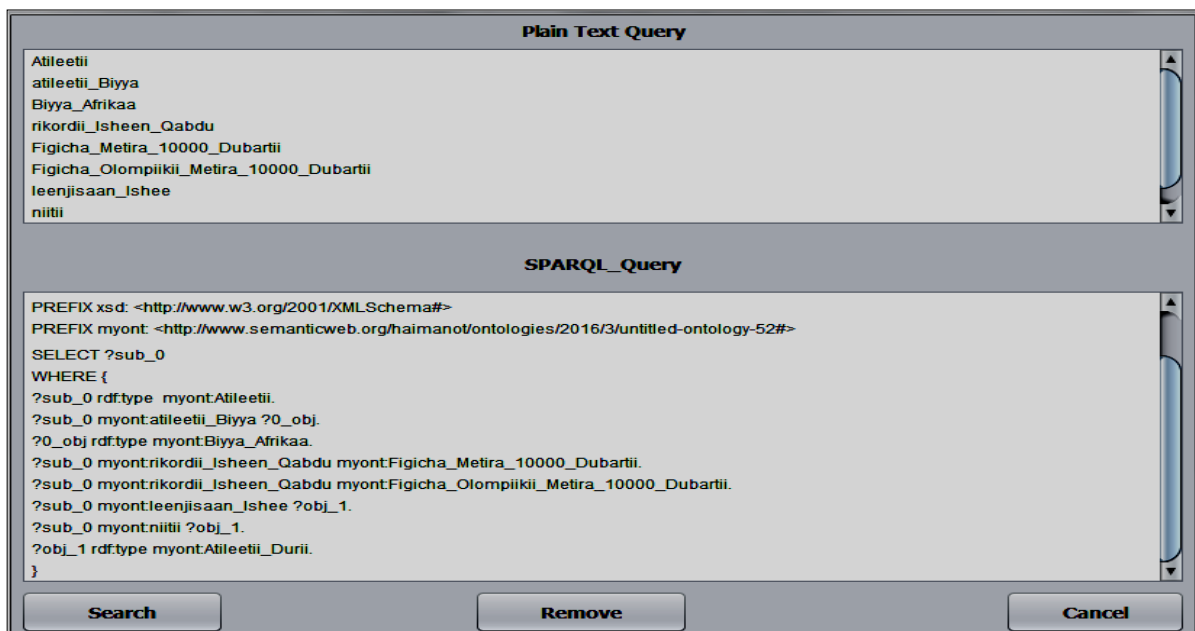 Plain Text Query
Atileetii
atileetii_Biyya
Biyya_Afrikaa
rikordii_Isheen_Qabdu
Figicha_Metira_10000_Dubartii
Figicha_Olompiikii_Metira_10000_Dubartii
leenjisaan_Ishee
niitii
SPARQL_Query
PREFIX xsd: <http://www.w3.org/2001/XMLSchema#>
PREFIX myont: <http://www.semanticweb.org/haimanot/ontologies/2016/3/untitled-ontology-52#>
SELECT ?sub_0
WHERE {
?sub_0 rdf:type myont:Atileetii.
?sub_0 myont:atileetii_Biyya ?0_obj.
?0_obj rdf:type myont:Biyya_Afrikaa.
?sub_0 myont:rikordii_Isheen_Qabdu myont:Figicha_Metira_10000_Dubartii.
?sub_0 myont:rikordii_Isheen_Qabdu myont:Figicha_Olompiikii_Metira_10000_Dubartii.
?sub_0 myont:leenjisaan_Ishee ?obj_1.
?sub_0 myont:niitii ?obj_1.
?obj_1 rdf:type myont:Atileetii_Durii.
}
Search Remove Cancel